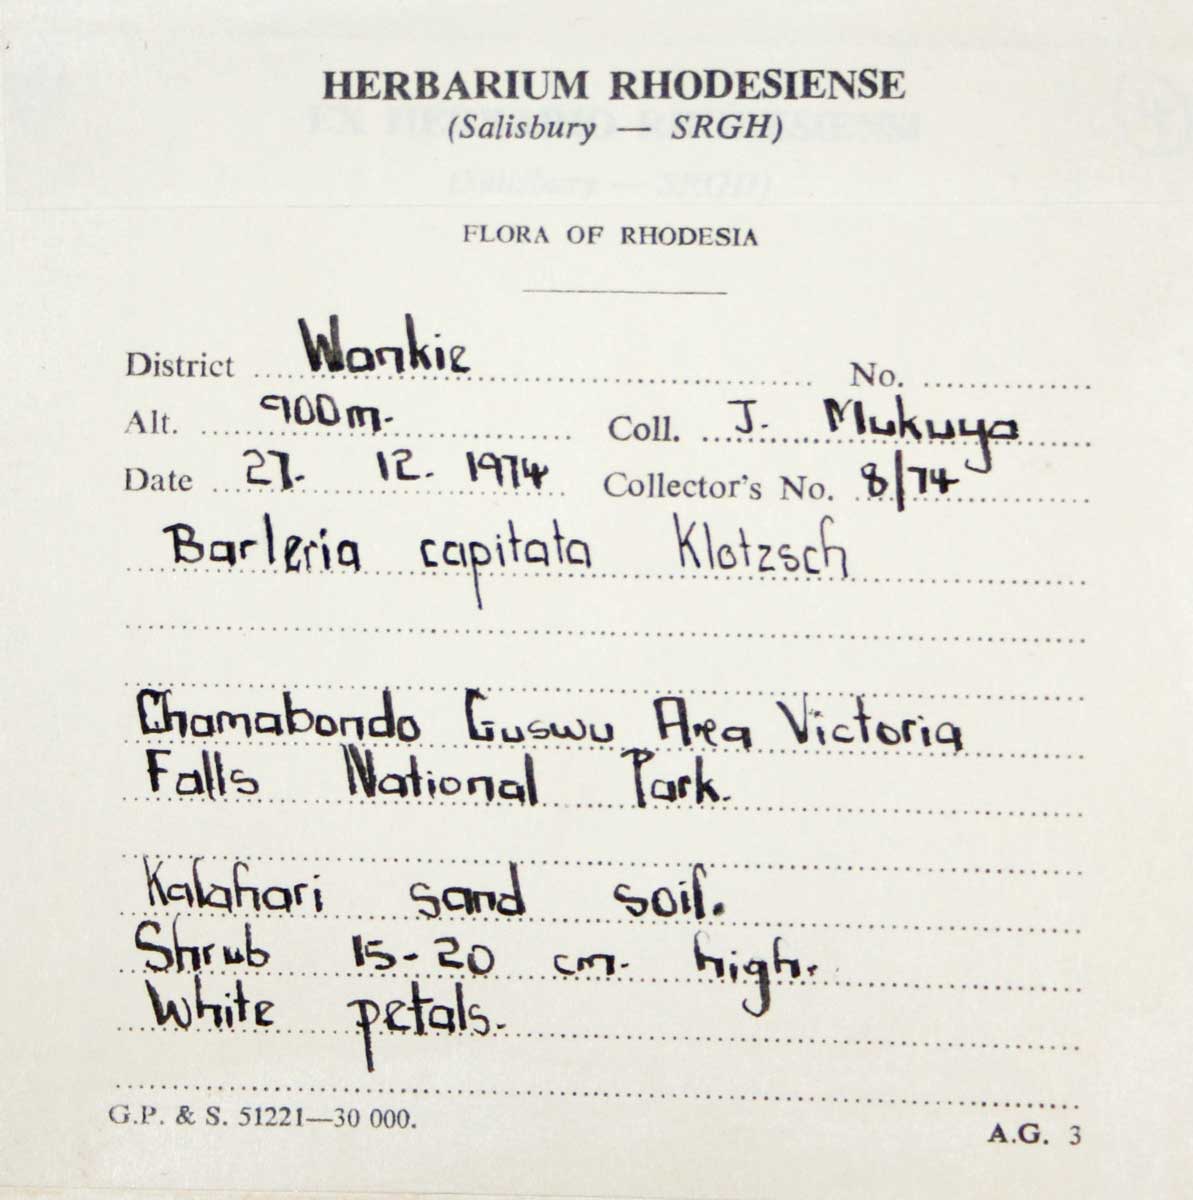 HERBARIUM RHODESIENSE
(Salisbury — SRGH)
FLORA OF RHODESIA
District Wankie No.
Alt. 900m. Coll. J. Mukuya
Date 27. 12. 1974 Collector's No. 8/74
Barleria capitata Klotzsch
Chamabondo Guswu Area Victoria
Falls National Park.
Kalahari sand soil.
Shrub 15-20 cm. high.
White petals.
G.P. & S. 51221—30 000.
A.G. 3